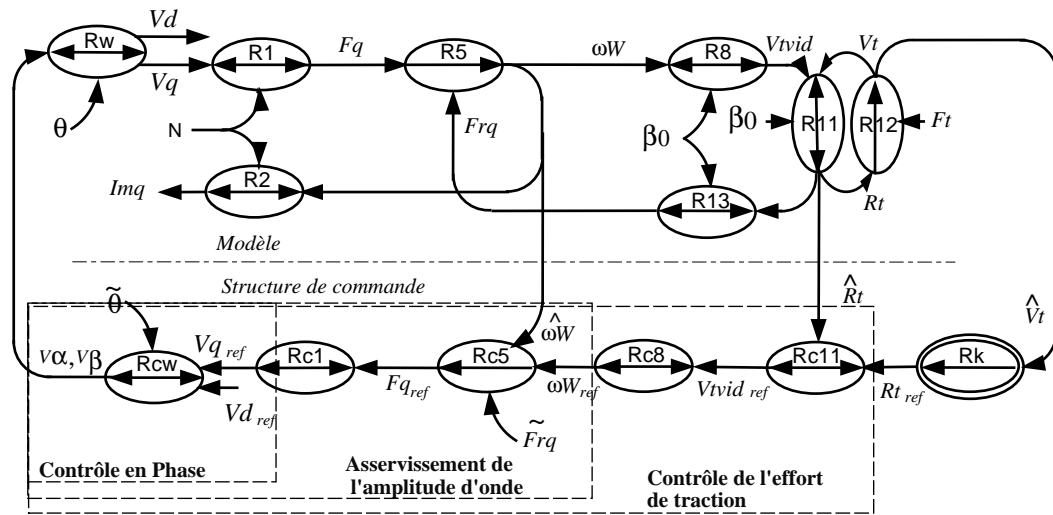 Vd
Rw
Vq
θ
R1
Fq
R5
ωW
R8
Vtvid
Vt
N
Frq
β0
β0
R11
R12
Ft
Imq
R2
R13
Rt
Modèle
Structure de commande
θ̃
R̂t
V̂t
ω̂W
Vα, Vβ
Rcw
Vq ref
Rc1
Fq ref
Rc5
ωW ref
Rc8
Vtvid ref
Rc11
Rt ref
Rk
Vd ref
F̃rq
Contrôle en Phase
Asservissement de
l'amplitude d'onde
Contrôle de l'effort
de traction